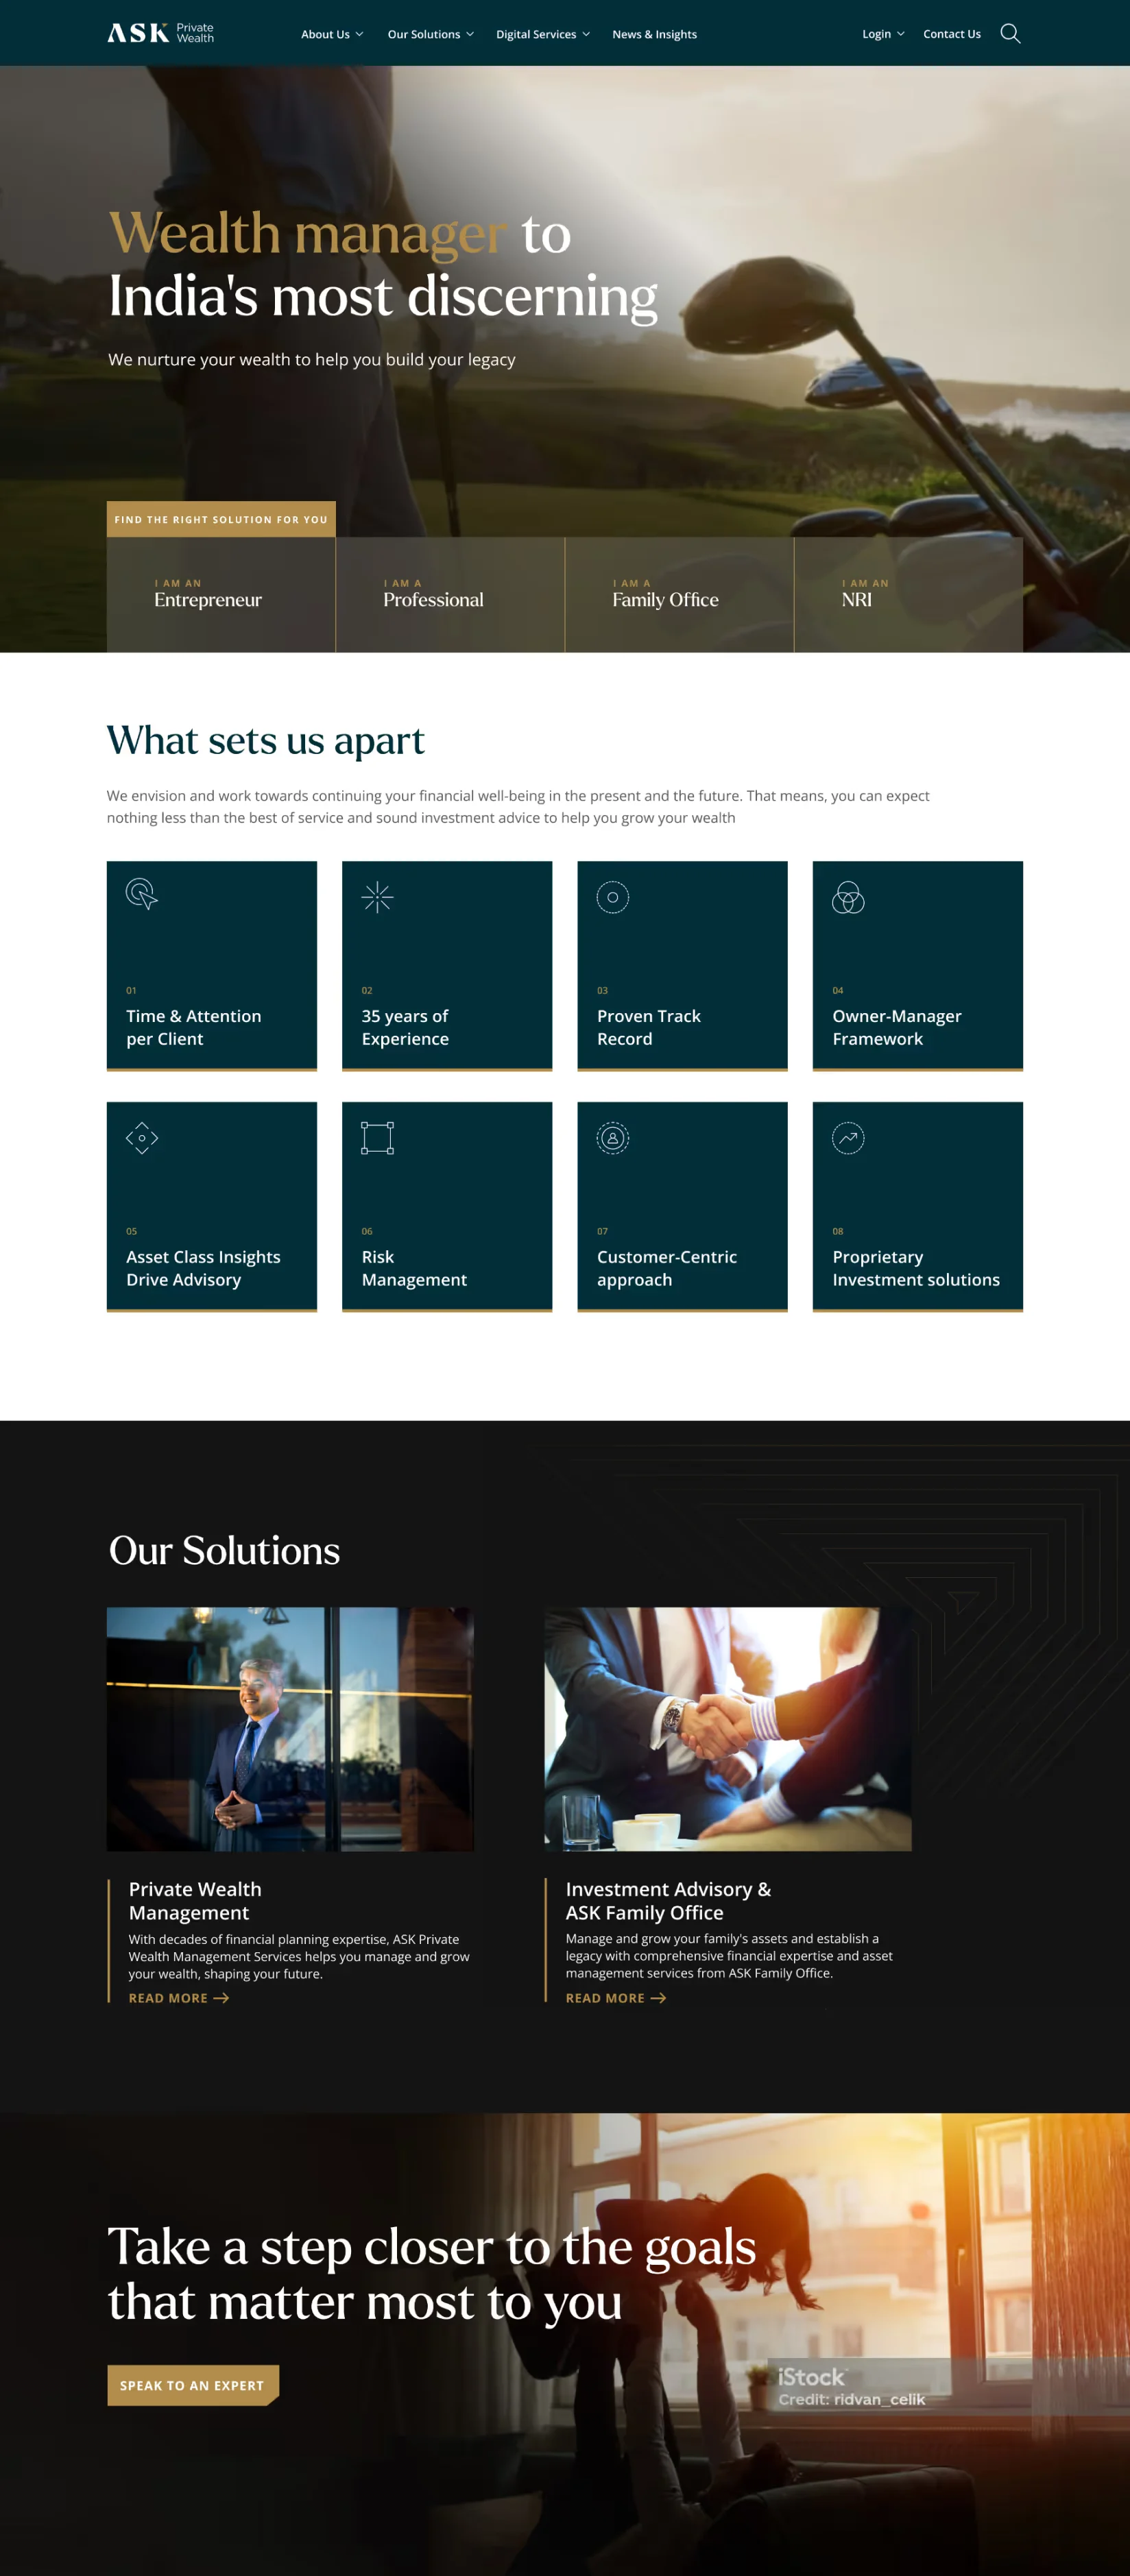 ASK Private Wealth
About Us
Our Solutions
Digital Services
News & Insights
Login
Contact Us
Wealth manager to
India's most discerning
We nurture your wealth to help you build your legacy
FIND THE RIGHT SOLUTION FOR YOU
I AM AN
Entrepreneur
I AM A
Professional
I AM A
Family Office
I AM AN
NRI
What sets us apart
We envision and work towards continuing your financial well-being in the present and the future. That means, you can expect
nothing less than the best of service and sound investment advice to help you grow your wealth
01
Time & Attention
per Client
02
35 years of
Experience
03
Proven Track
Record
04
Owner-Manager
Framework
05
Asset Class Insights
Drive Advisory
06
Risk
Management
07
Customer-Centric
approach
08
Proprietary
Investment solutions
Our Solutions
Private Wealth
Management
With decades of financial planning expertise, ASK Private
Wealth Management Services helps you manage and grow
your wealth, shaping your future.
READ MORE
Investment Advisory &
ASK Family Office
Manage and grow your family's assets and establish a
legacy with comprehensive financial expertise and asset
management services from ASK Family Office.
READ MORE
Take a step closer to the goals
that matter most to you
SPEAK TO AN EXPERT
iStock
Credit: ridvan_celik